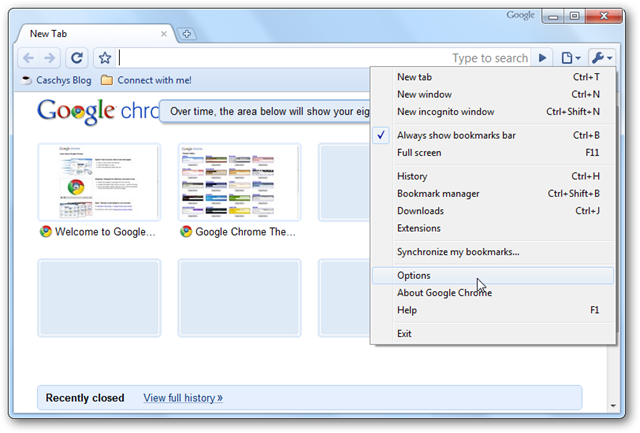 Google
New Tab
Type to search
Caschys Blog
Connect with me!
Google chro
Over time, the area below will show your eig
Welcome to Google...
Google Chrome The...
New tab Ctrl+T
New window Ctrl+N
New incognito window Ctrl+Shift+N
Always show bookmarks bar Ctrl+B
Full screen F11
History Ctrl+H
Bookmark manager Ctrl+Shift+B
Downloads Ctrl+J
Extensions
Synchronize my bookmarks...
Options
About Google Chrome
Help F1
Exit
Recently closed View full history »